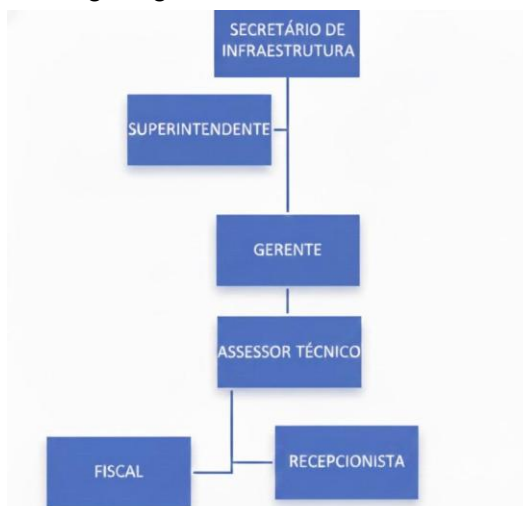 SECRETÁRIO DE
INFRAESTRUTURA
SUPERINTENDENTE
GERENTE
ASSESSOR TÉCNICO
FISCAL
RECEPCIONISTA